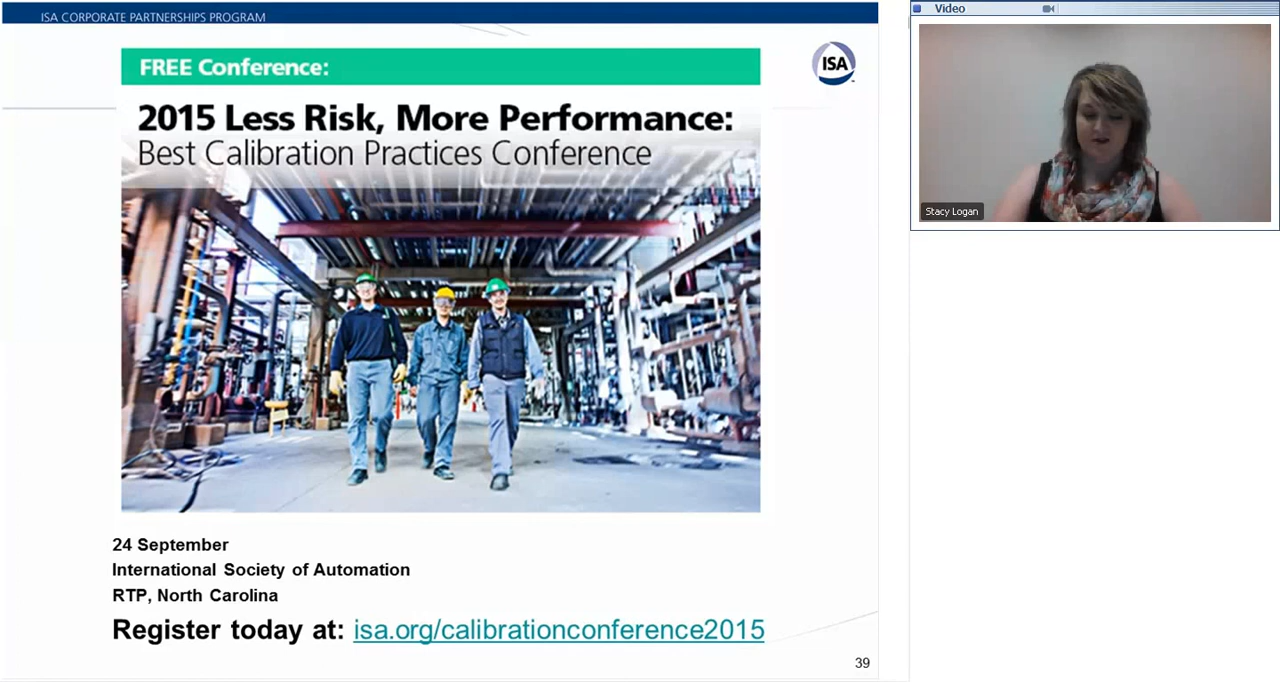 ISA CORPORATE PARTNERSHIPS PROGRAM
FREE Conference:
ISA
2015 Less Risk, More Performance:
Best Calibration Practices Conference
24 September
International Society of Automation
RTP, North Carolina
Register today at: isa.org/calibrationconference2015
39
Video
Stacy Logan